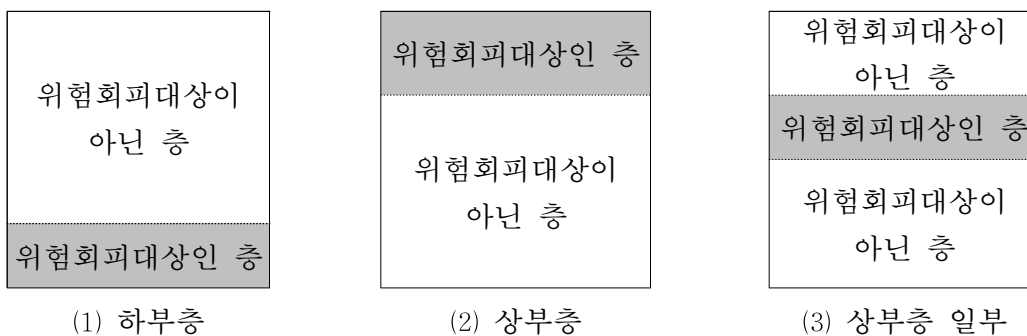 위험회피대상이
아닌 층
위험회피대상인 층
(1) 하부층
위험회피대상인 층
위험회피대상이
아닌 층
(2) 상부층
위험회피대상이
아닌 층
위험회피대상인 층
위험회피대상이
아닌 층
(3) 상부층 일부